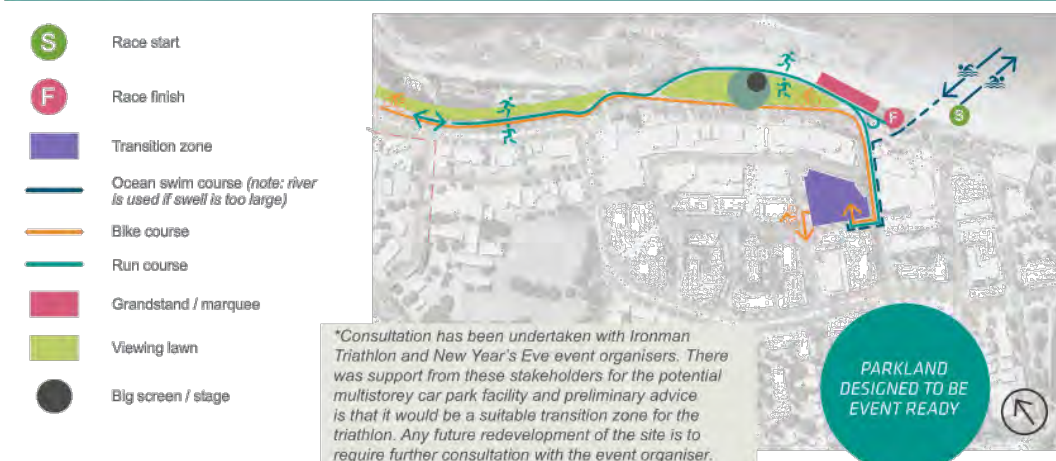 S
Race start
F
Race finish
Transition zone
Ocean swim course (note: river
is used if swell is too large)
Bike course
Run course
Grandstand / marquee
Viewing lawn
Big screen / stage
F
S
*Consultation has been undertaken with Ironman
Triathlon and New Year's Eve event organisers. There
was support from these stakeholders for the potential
multistorey car park facility and preliminary advice
is that it would be a suitable transition zone for the
triathlon. Any future redevelopment of the site is to
require further consultation with the event organiser.
PARKLAND
DESIGNED TO BE
EVENT READY